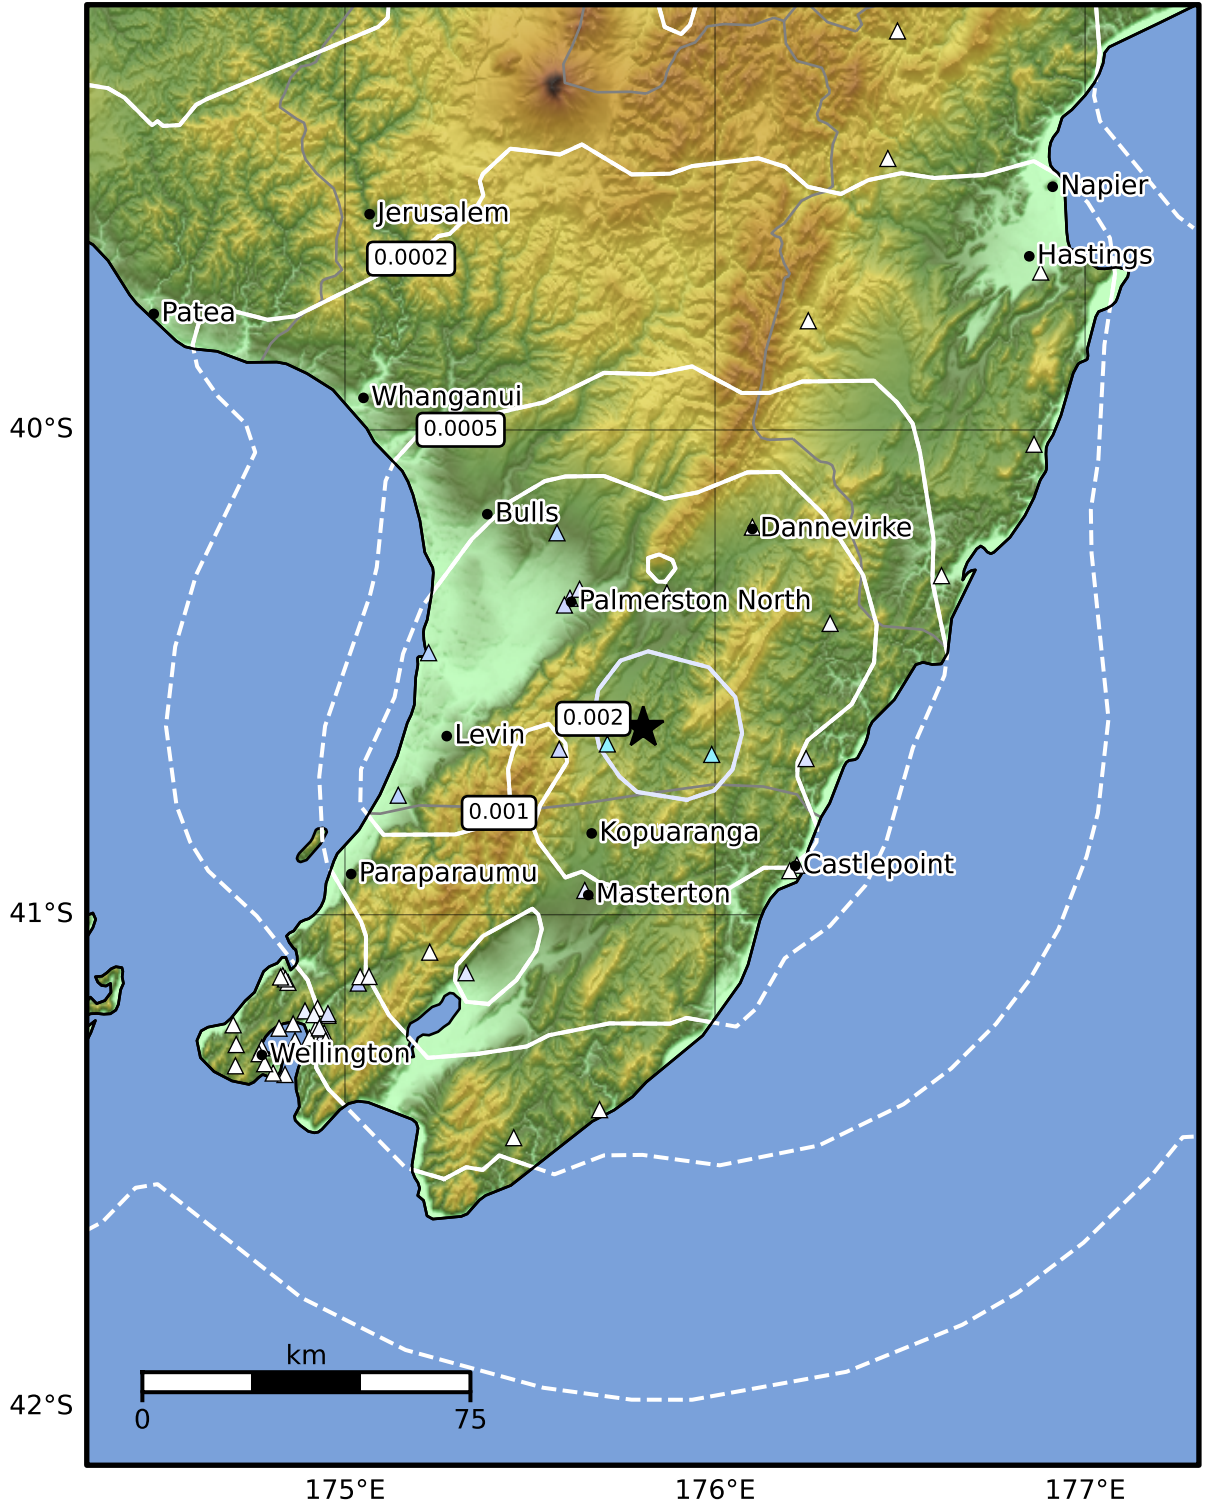 Napier
Jerusalem
Hastings
0.0002
Patea
Whanganui
40°S
0.0005
Bulls
Dannevirke
Palmerston North
0.002
Levin
0.001
Kopuaranga
Castlepoint
Paraparaumu
Masterton
41°S
Wellington
km
0
75
42°S
175°E
176°E
177°E